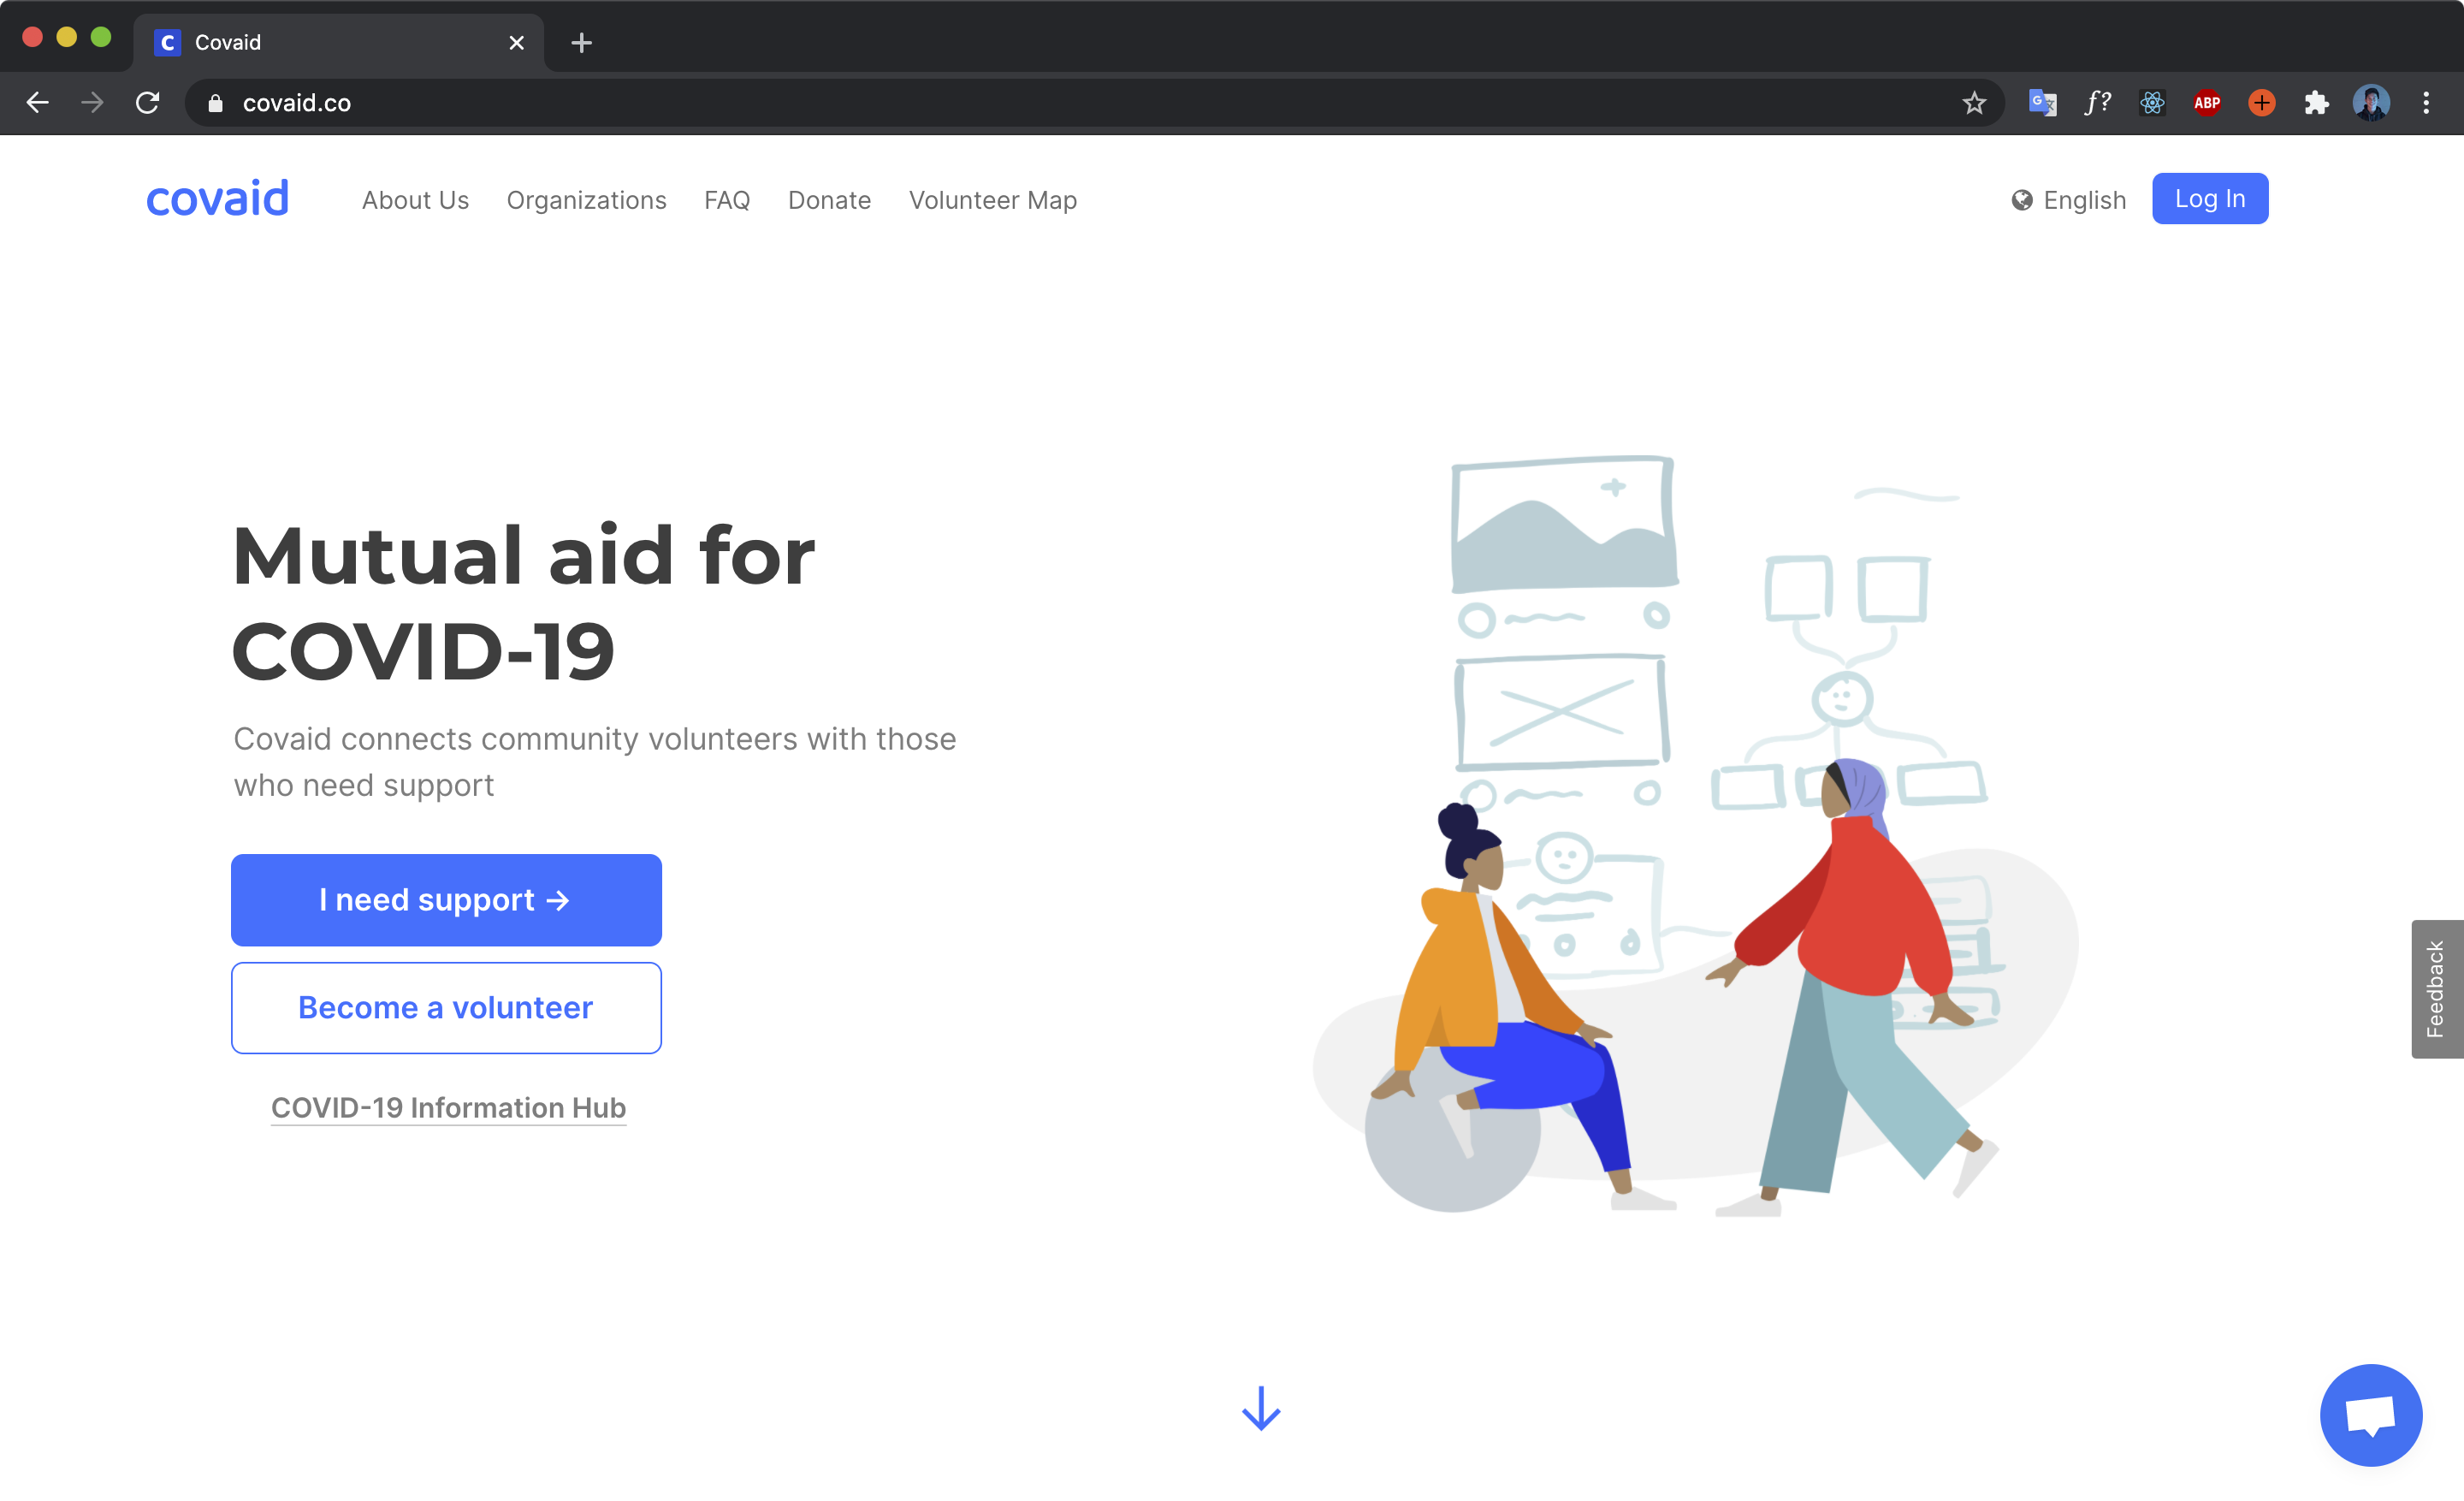 Covaid
covaid.co
f?
ABP
covaid
About Us
Organizations
FAQ
Donate
Volunteer Map
English
Log In
Mutual aid for
COVID-19
Covaid connects community volunteers with those
who need support
I need support →
Become a volunteer
COVID-19 Information Hub
Feedback